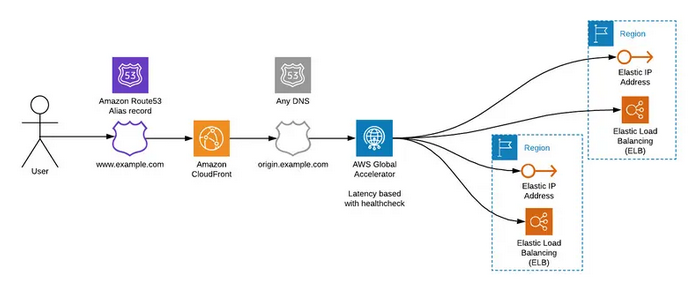 User
53
Amazon Route53
Alias record
www.example.com
Amazon
CloudFront
53
Any DNS
origin.example.com
AWS Global
Accelerator
Latency based
with healthcheck
Region
Elastic IP
Address
Elastic Load
Balancing
(ELB)
Region
Elastic IP
Address
Elastic Load
Balancing
(ELB)